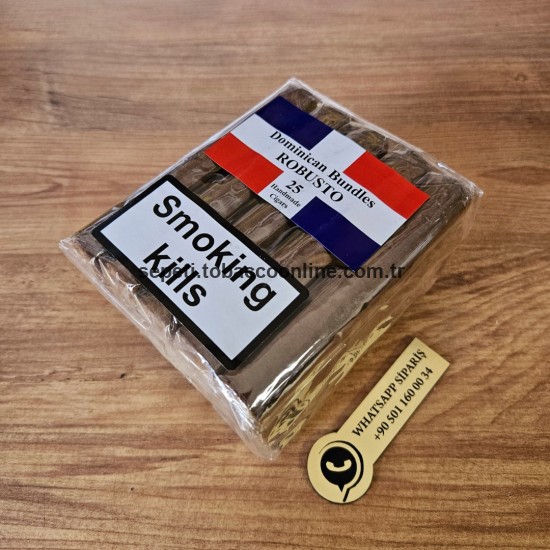 Dominican Bundles
ROBUSTO
25
Handmade
Cigars
Smoking
kills
sepeti.tobascoonline.com.tr
WHATSAPP SİPARİŞ
+90 501 160 00 34